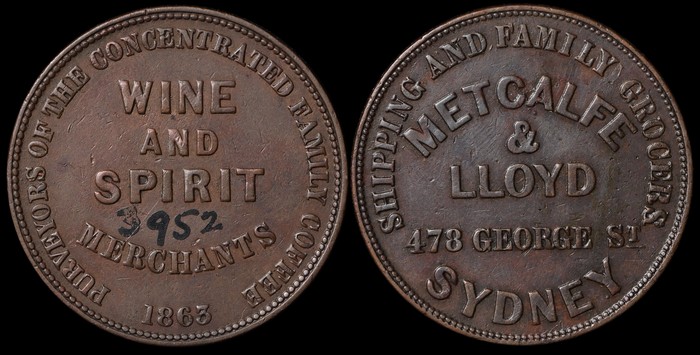 PURVEYORS OF THE CONCENTRATED FAMILY COFFEE
WINE
AND
SPIRIT
3952
MERCHANTS
1863
SHIPPING AND FAMILY GROCERS
METCALFE
&
LLOYD
478 GEORGE ST
SYDNEY